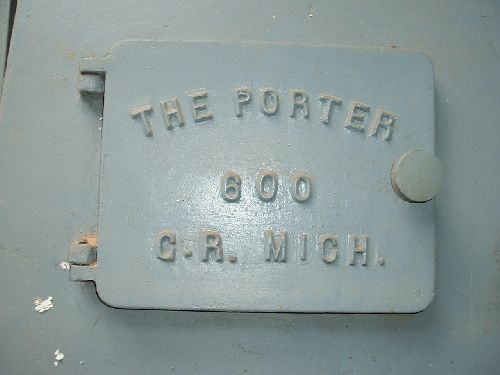 THE PORTER
600
G.R. MICH.